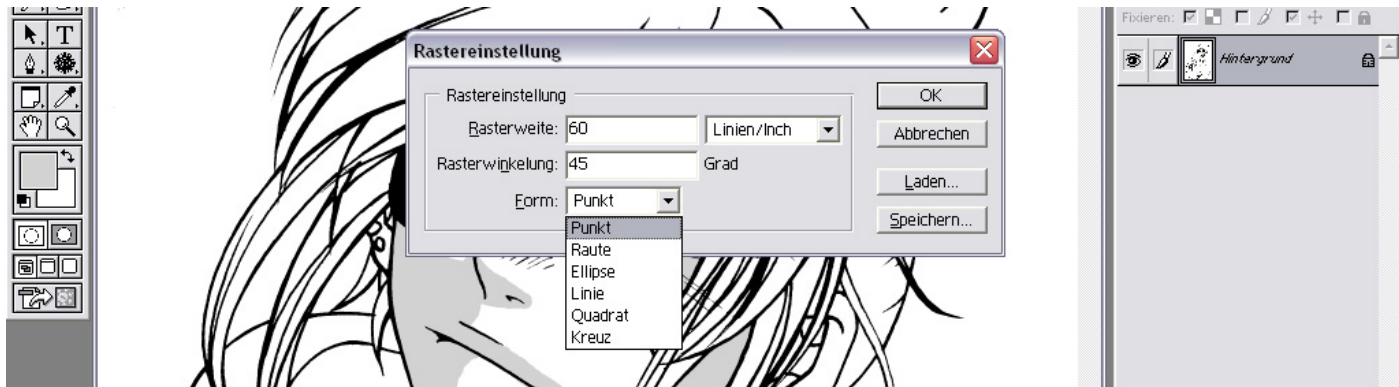 T
Rastereinstellung
Rastereinstellung
Rasterweite: 60 Linien/Inch
Rasterwinkelung: 45 Grad
Form: Punkt
Punkt
Raute
Ellipse
Linie
Quadrat
Kreuz
OK
Abbrechen
Laden...
Speichern...
Fixieren:
Hintergrund